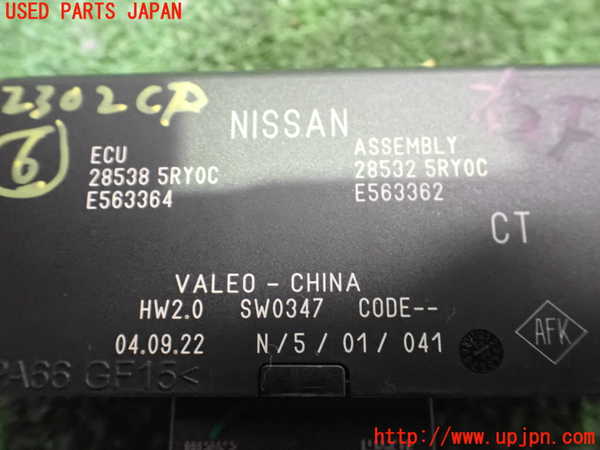 USED PARTS JAPAN
2302CP
6
NISSAN
ECU
28538 5RY0C
E563364
ASSEMBLY
28532 5RY0C
E563362
CT
VALEO - CHINA
HW2.0 SW0347 CODE--
04.09.22 N/5/01/041
AFK
PA66 GF15<
http://www.upjpn.com